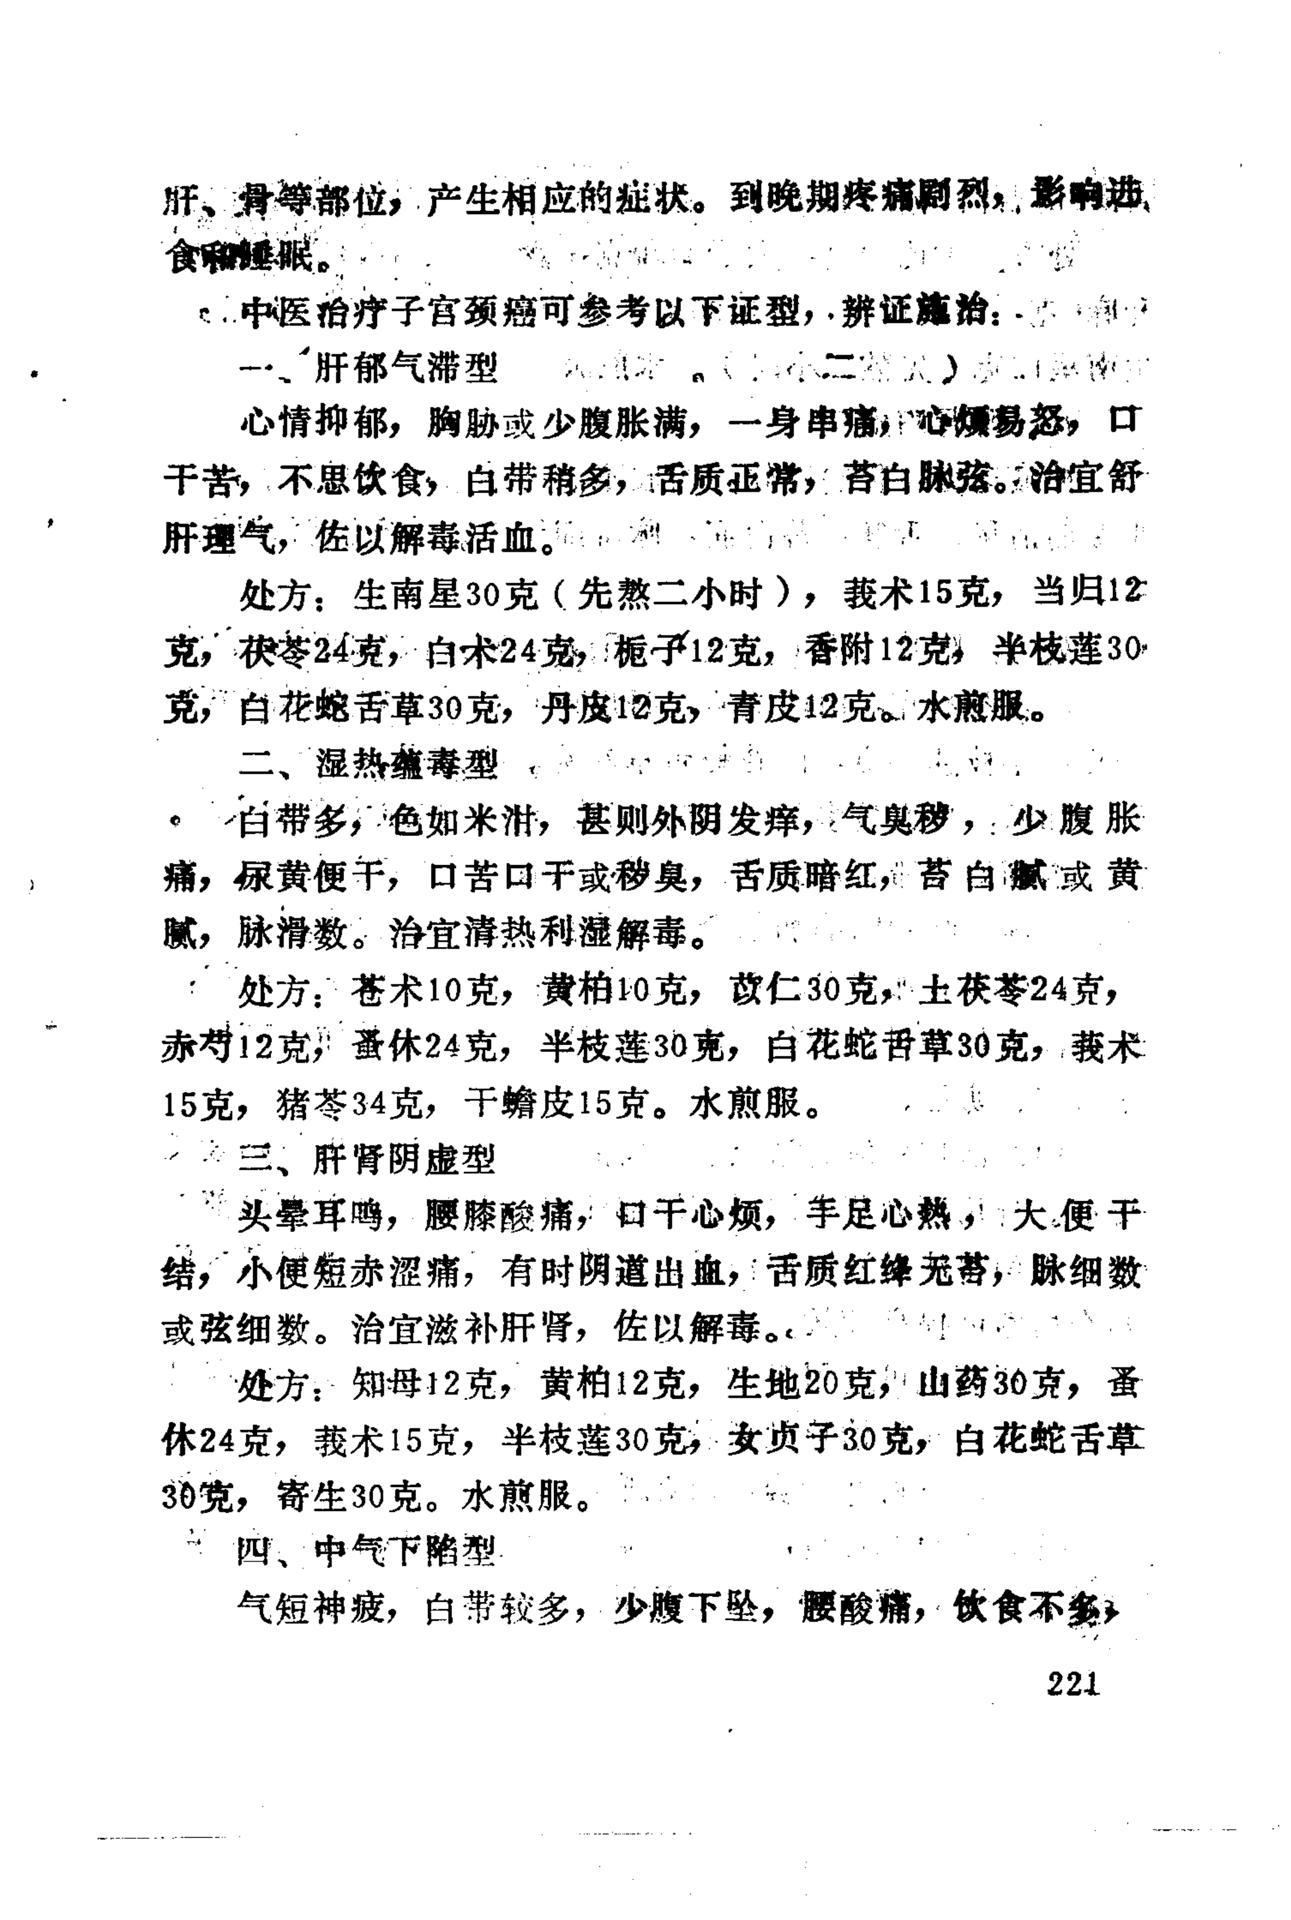 肝、骨等部位，产生相应的症状。到晚期疼痛剧烈，影响进
食和睡眠。
中医治疗子宫颈癌可参考以下证型，辨证施治：
一、肝郁气滞型
心情抑郁，胸胁或少腹胀满，一身串痛，心烦易怒，口
干苦，不思饮食，白带稍多，舌质正常，苔白脉弦。治宜舒
肝理气，佐以解毒活血。
处方：生南星30克（先熬二小时），莪术15克，当归12
克，茯苓24克，白术24克，栀子12克，香附12克，半枝莲30
克，白花蛇舌草30克，丹皮12克，青皮12克。水煎服。
二、湿热蕴毒型
白带多，色如米泔，甚则外阴发痒，气臭秽，少腹胀
痛，尿黄便干，口苦口干或秽臭，舌质暗红，苔白腻或黄
腻，脉滑数。治宜清热利湿解毒。
处方：苍术10克，黄柏10克，苡仁30克，土茯苓24克，
赤芍12克，蚤休24克，半枝莲30克，白花蛇舌草30克，莪术
15克，猪苓34克，干蟾皮15克。水煎服。
三、肝肾阴虚型
头晕耳鸣，腰膝酸痛，口干心烦，手足心热，大便干
结，小便短赤涩痛，有时阴道出血，舌质红绛无苔，脉细数
或弦细数。治宜滋补肝肾，佐以解毒。
处方：知母12克，黄柏12克，生地20克，山药30克，蚤
休24克，莪术15克，半枝莲30克，女贞子30克，白花蛇舌草
30克，寄生30克。水煎服。
四、中气下陷型
气短神疲，白带较多，少腹下坠，腰酸痛，饮食不多，
221